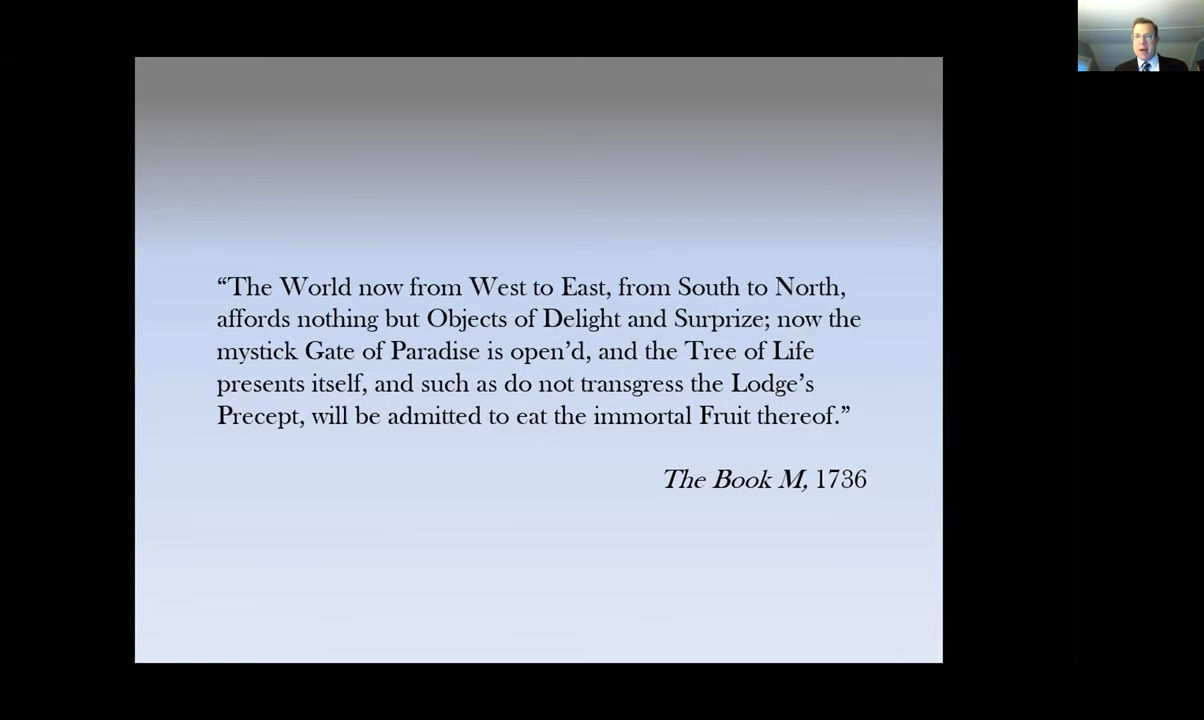 “The World now from West to East, from South to North,
affords nothing but Objects of Delight and Surprize; now the
mystick Gate of Paradise is open’d, and the Tree of Life
presents itself, and such as do not transgress the Lodge’s
Precept, will be admitted to eat the immortal Fruit thereof.”
The Book M, 1736